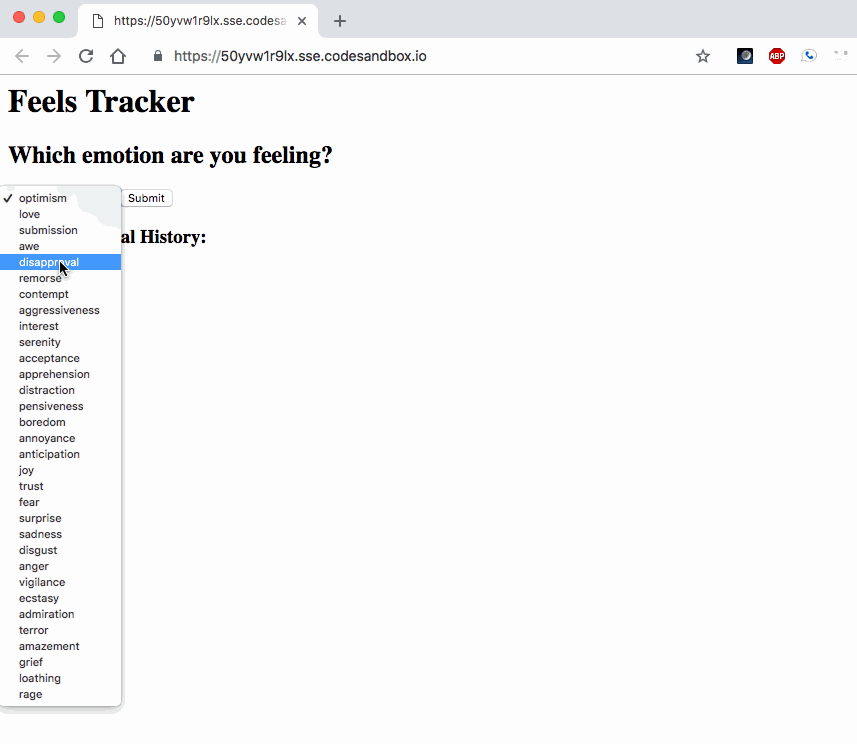 https://50yvw1r9lx.sse.codesa
https://50yvw1r9lx.sse.codesandbox.io
ABP
Feels Tracker
Which emotion are you feeling?
✓ optimism
Submit
love
submission
al History:
awe
disapproval
remorse
contempt
aggressiveness
interest
serenity
acceptance
apprehension
distraction
pensiveness
boredom
annoyance
anticipation
joy
trust
fear
surprise
sadness
disgust
anger
vigilance
ecstasy
admiration
terror
amazement
grief
loathing
rage